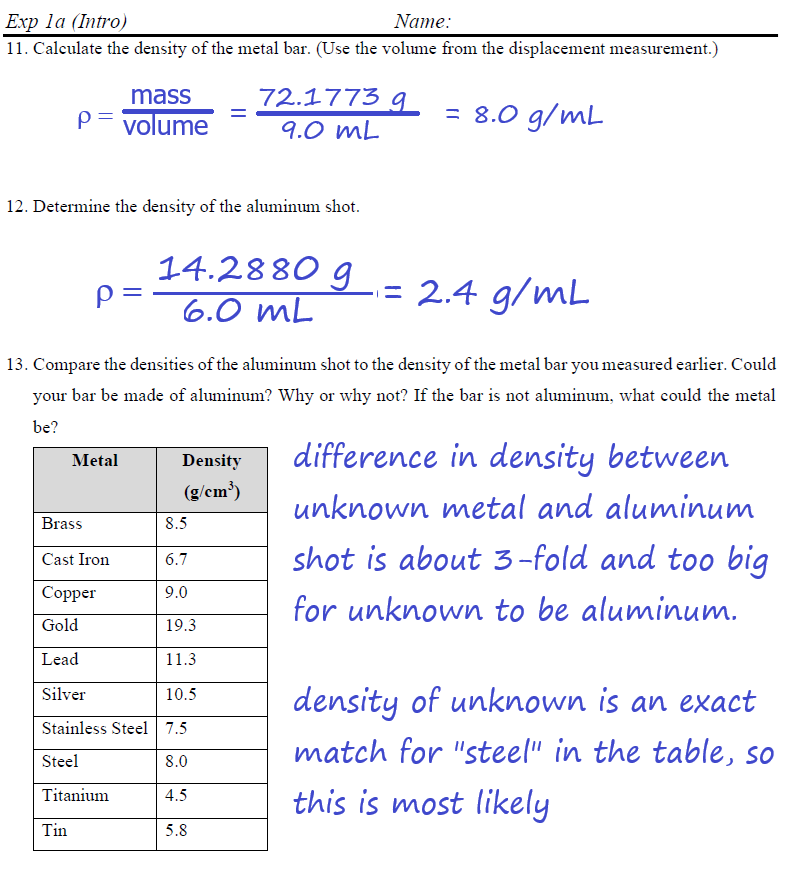 Exp 1a (Intro) Name:
11. Calculate the density of the metal bar. (Use the volume from the displacement measurement.)
ρ = mass / volume = 72.1773 g / 9.0 mL = 8.0 g/mL
12. Determine the density of the aluminum shot.
ρ = 14.2880 g / 6.0 mL = 2.4 g/mL
13. Compare the densities of the aluminum shot to the density of the metal bar you measured earlier. Could
your bar be made of aluminum? Why or why not? If the bar is not aluminum, what could the metal
be?
Metal Density
(g/cm³)
Brass 8.5
Cast Iron 6.7
Copper 9.0
Gold 19.3
Lead 11.3
Silver 10.5
Stainless Steel 7.5
Steel 8.0
Titanium 4.5
Tin 5.8
difference in density between
unknown metal and aluminum
shot is about 3-fold and too big
for unknown to be aluminum.
density of unknown is an exact
match for "steel" in the table, so
this is most likely